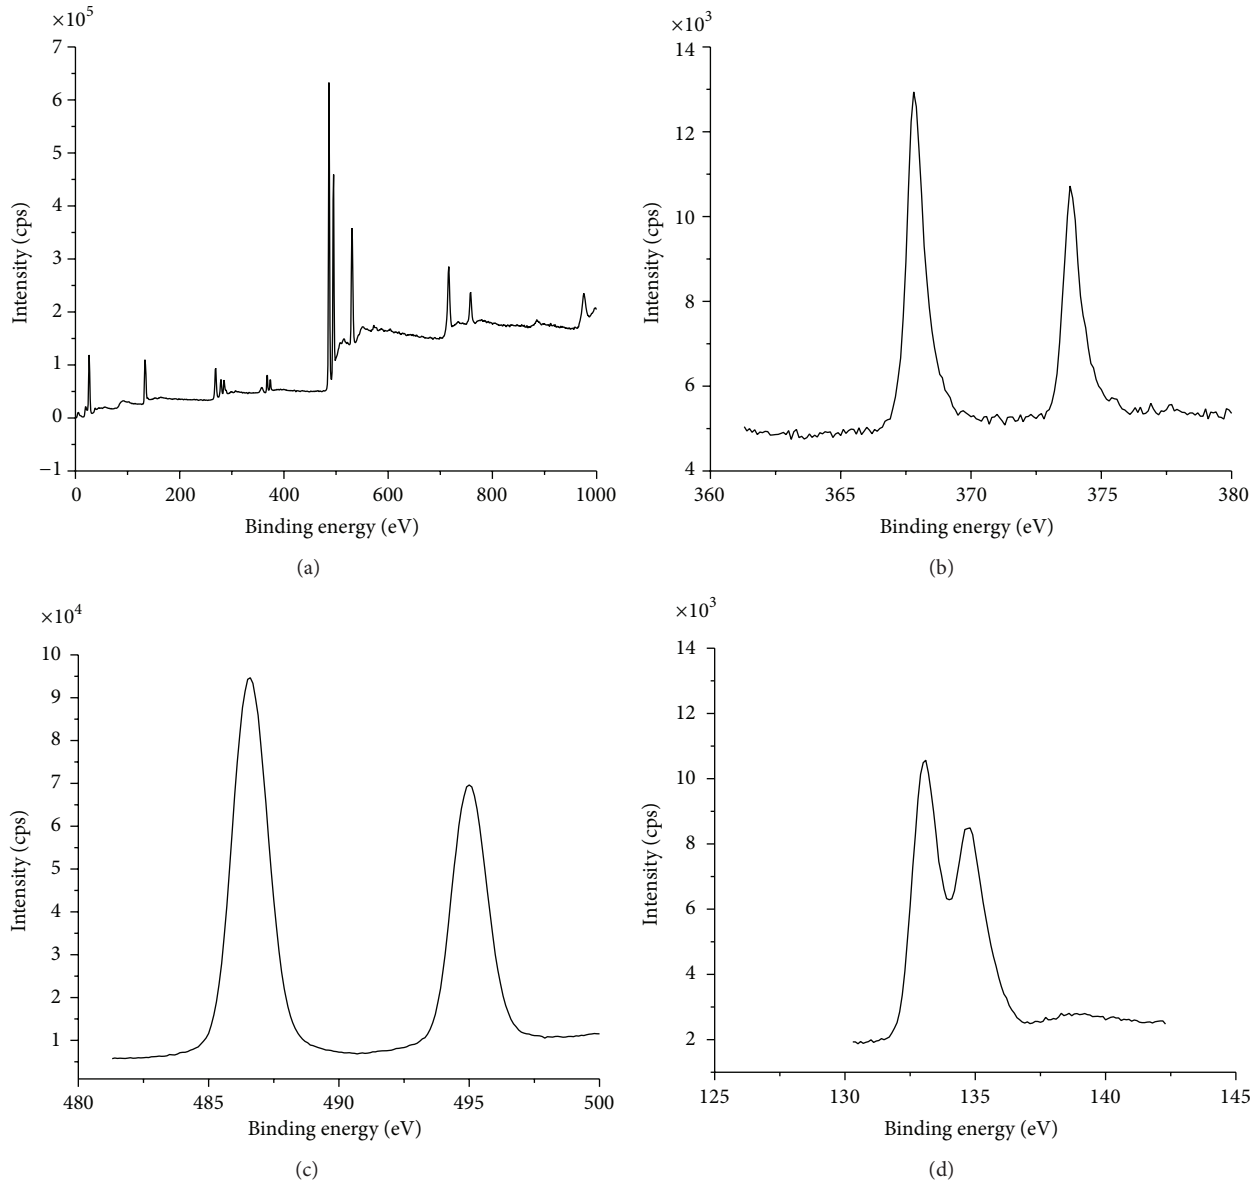 ×10⁵
7
6
5
4
3
2
1
0
−1
Intensity (cps)
0 200 400 600 800 1000
Binding energy (eV)
(a)
×10³
14
12
10
8
6
4
Intensity (cps)
360 365 370 375 380
Binding energy (eV)
(b)
×10⁴
10
9
8
7
6
5
4
3
2
1
Intensity (cps)
480 485 490 495 500
Binding energy (eV)
(c)
×10³
14
12
10
8
6
4
2
Intensity (cps)
125 130 135 140 145
Binding energy (eV)
(d)